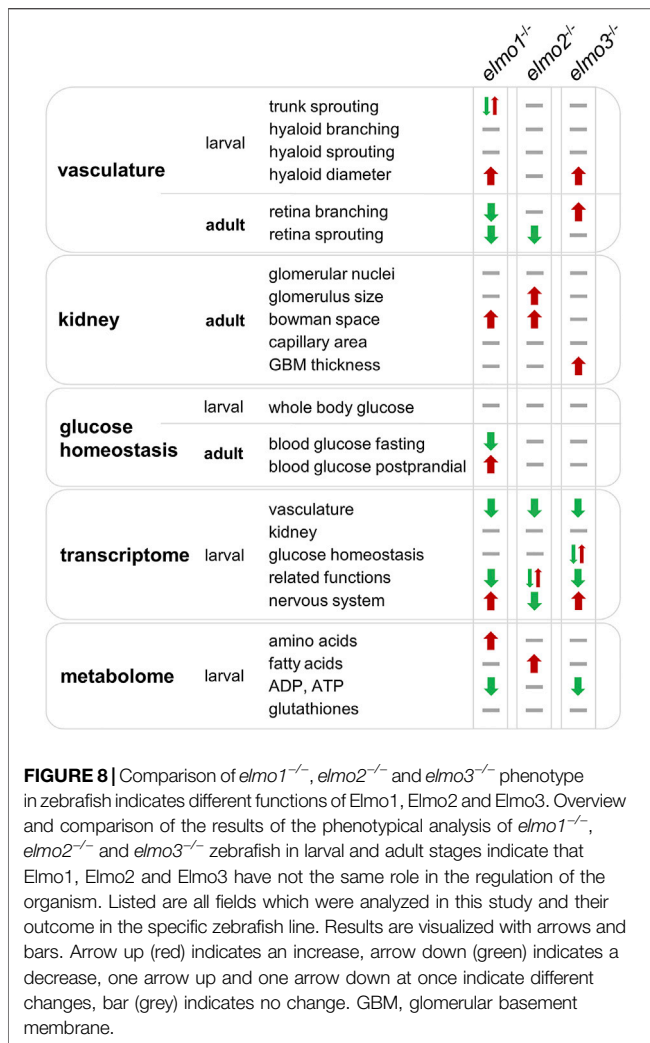 elmo1-/-
elmo2-/-
elmo3-/-
vasculature
larval
trunk sprouting
hyaloid branching
hyaloid sprouting
hyaloid diameter
adult
retina branching
retina sprouting
kidney
adult
glomerular nuclei
glomerulus size
bowman space
capillary area
GBM thickness
glucose
homeostasis
larval
whole body glucose
adult
blood glucose fasting
blood glucose postprandial
transcriptome
larval
vasculature
kidney
glucose homeostasis
related functions
nervous system
metabolome
larval
amino acids
fatty acids
ADP, ATP
glutathiones
FIGURE 8 | Comparison of elmo1−/−, elmo2−/− and elmo3−/− phenotype
in zebrafish indicates different functions of Elmo1, Elmo2 and Elmo3. Overview
and comparison of the results of the phenotypical analysis of elmo1−/−,
elmo2−/− and elmo3−/− zebrafish in larval and adult stages indicate that
Elmo1, Elmo2 and Elmo3 have not the same role in the regulation of the
organism. Listed are all fields which were analyzed in this study and their
outcome in the specific zebrafish line. Results are visualized with arrows and
bars. Arrow up (red) indicates an increase, arrow down (green) indicates a
decrease, one arrow up and one arrow down at once indicate different
changes, bar (grey) indicates no change. GBM, glomerular basement
membrane.